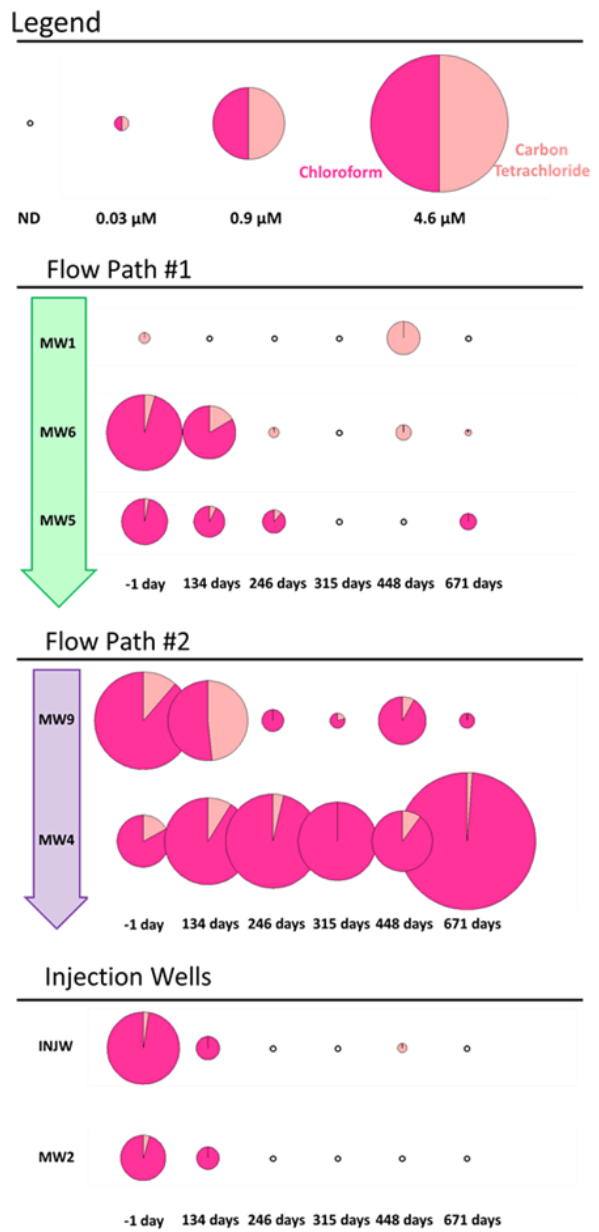 Legend
Chloroform
Carbon
Tetrachloride
ND 0.03 µM 0.9 µM 4.6 µM
Flow Path #1
MW1
MW6
MW5
-1 day 134 days 246 days 315 days 448 days 671 days
Flow Path #2
MW9
MW4
-1 day 134 days 246 days 315 days 448 days 671 days
Injection Wells
INJW
MW2
-1 day 134 days 246 days 315 days 448 days 671 days